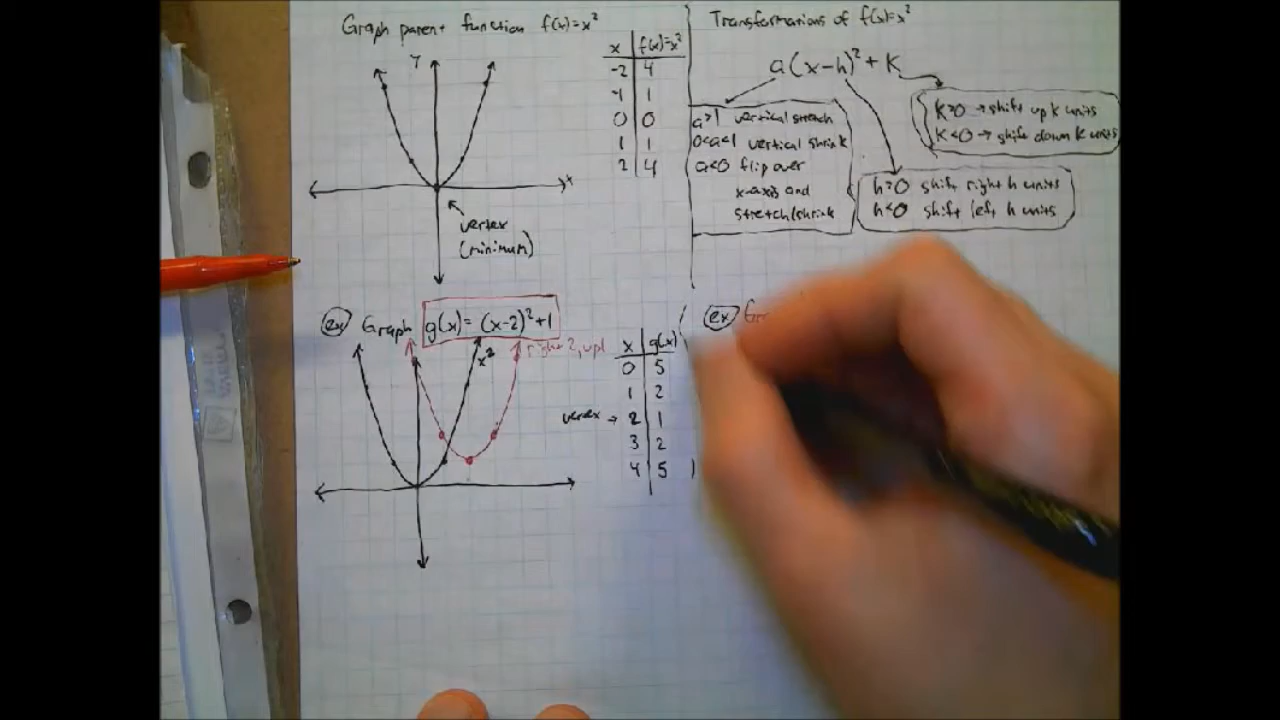 Graph parent function f(x)=x²
y
x
vertex
(minimum)
x f(x)=x²
-2 4
-1 1
0 0
1 1
2 4
Transformations of f(x)=x²
a(x-h)²+K
a>1 vertical stretch
0<a<1 vertical shrink
a<0 flip over
x-axis and
stretch/shrink
K>0 → shift up K units
K<0 → shift down K units
h>0 shift right h units
h<0 shift left h units
ex Graph g(x)= (x-2)²+1
x²
right 2, up 1
x g(x)
0 5
1 2
vertex → 2 1
3 2
4 5
ex